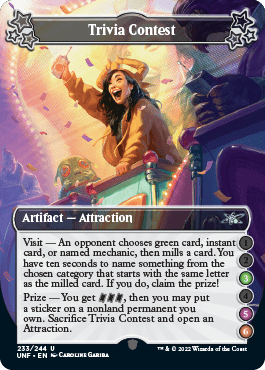 Trivia Contest
Artifact — Attraction
Visit — An opponent chooses green card, instant
card, or named mechanic, then mills a card. You
have ten seconds to name something from the
chosen category that starts with the same letter
as the milled card. If you do, claim the prize!
Prize — You get , then you may put
a sticker on a nonland permanent you
own. Sacrifice Trivia Contest and open an
Attraction.
1
2
3
4
5
6
233/244 U
UNF • EN Caroline Gariba
™ & © 2022 Wizards of the Coast